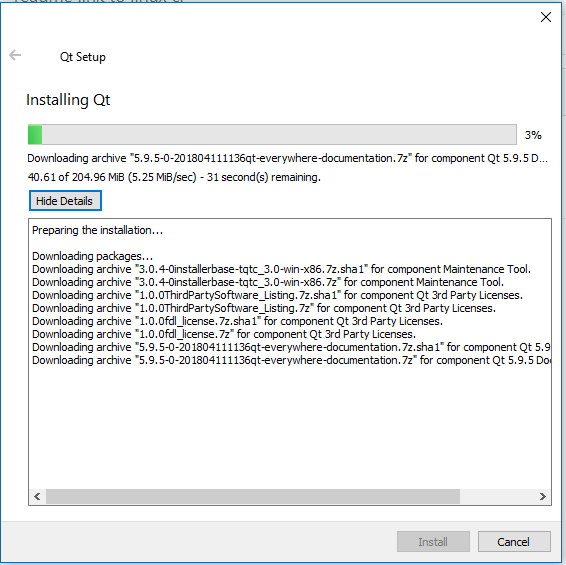 Qt Setup
Installing Qt
3%
Downloading archive "5.9.5-0-201804111136qt-everywhere-documentation.7z" for component Qt 5.9.5 D...
40.61 of 204.96 MiB (5.25 MiB/sec) - 31 second(s) remaining.
Hide Details
Preparing the installation...
Downloading packages...
Downloading archive "3.0.4-0installerbase-tqtc_3.0-win-x86.7z.sha1" for component Maintenance Tool.
Downloading archive "3.0.4-0installerbase-tqtc_3.0-win-x86.7z" for component Maintenance Tool.
Downloading archive "1.0.0ThirdPartySoftware_Listing.7z.sha1" for component Qt 3rd Party Licenses.
Downloading archive "1.0.0ThirdPartySoftware_Listing.7z" for component Qt 3rd Party Licenses.
Downloading archive "1.0.0fdl_license.7z.sha1" for component Qt 3rd Party Licenses.
Downloading archive "1.0.0fdl_license.7z" for component Qt 3rd Party Licenses.
Downloading archive "5.9.5-0-201804111136qt-everywhere-documentation.7z.sha1" for component Qt 5.9
Downloading archive "5.9.5-0-201804111136qt-everywhere-documentation.7z" for component Qt 5.9.5 Do
Install
Cancel